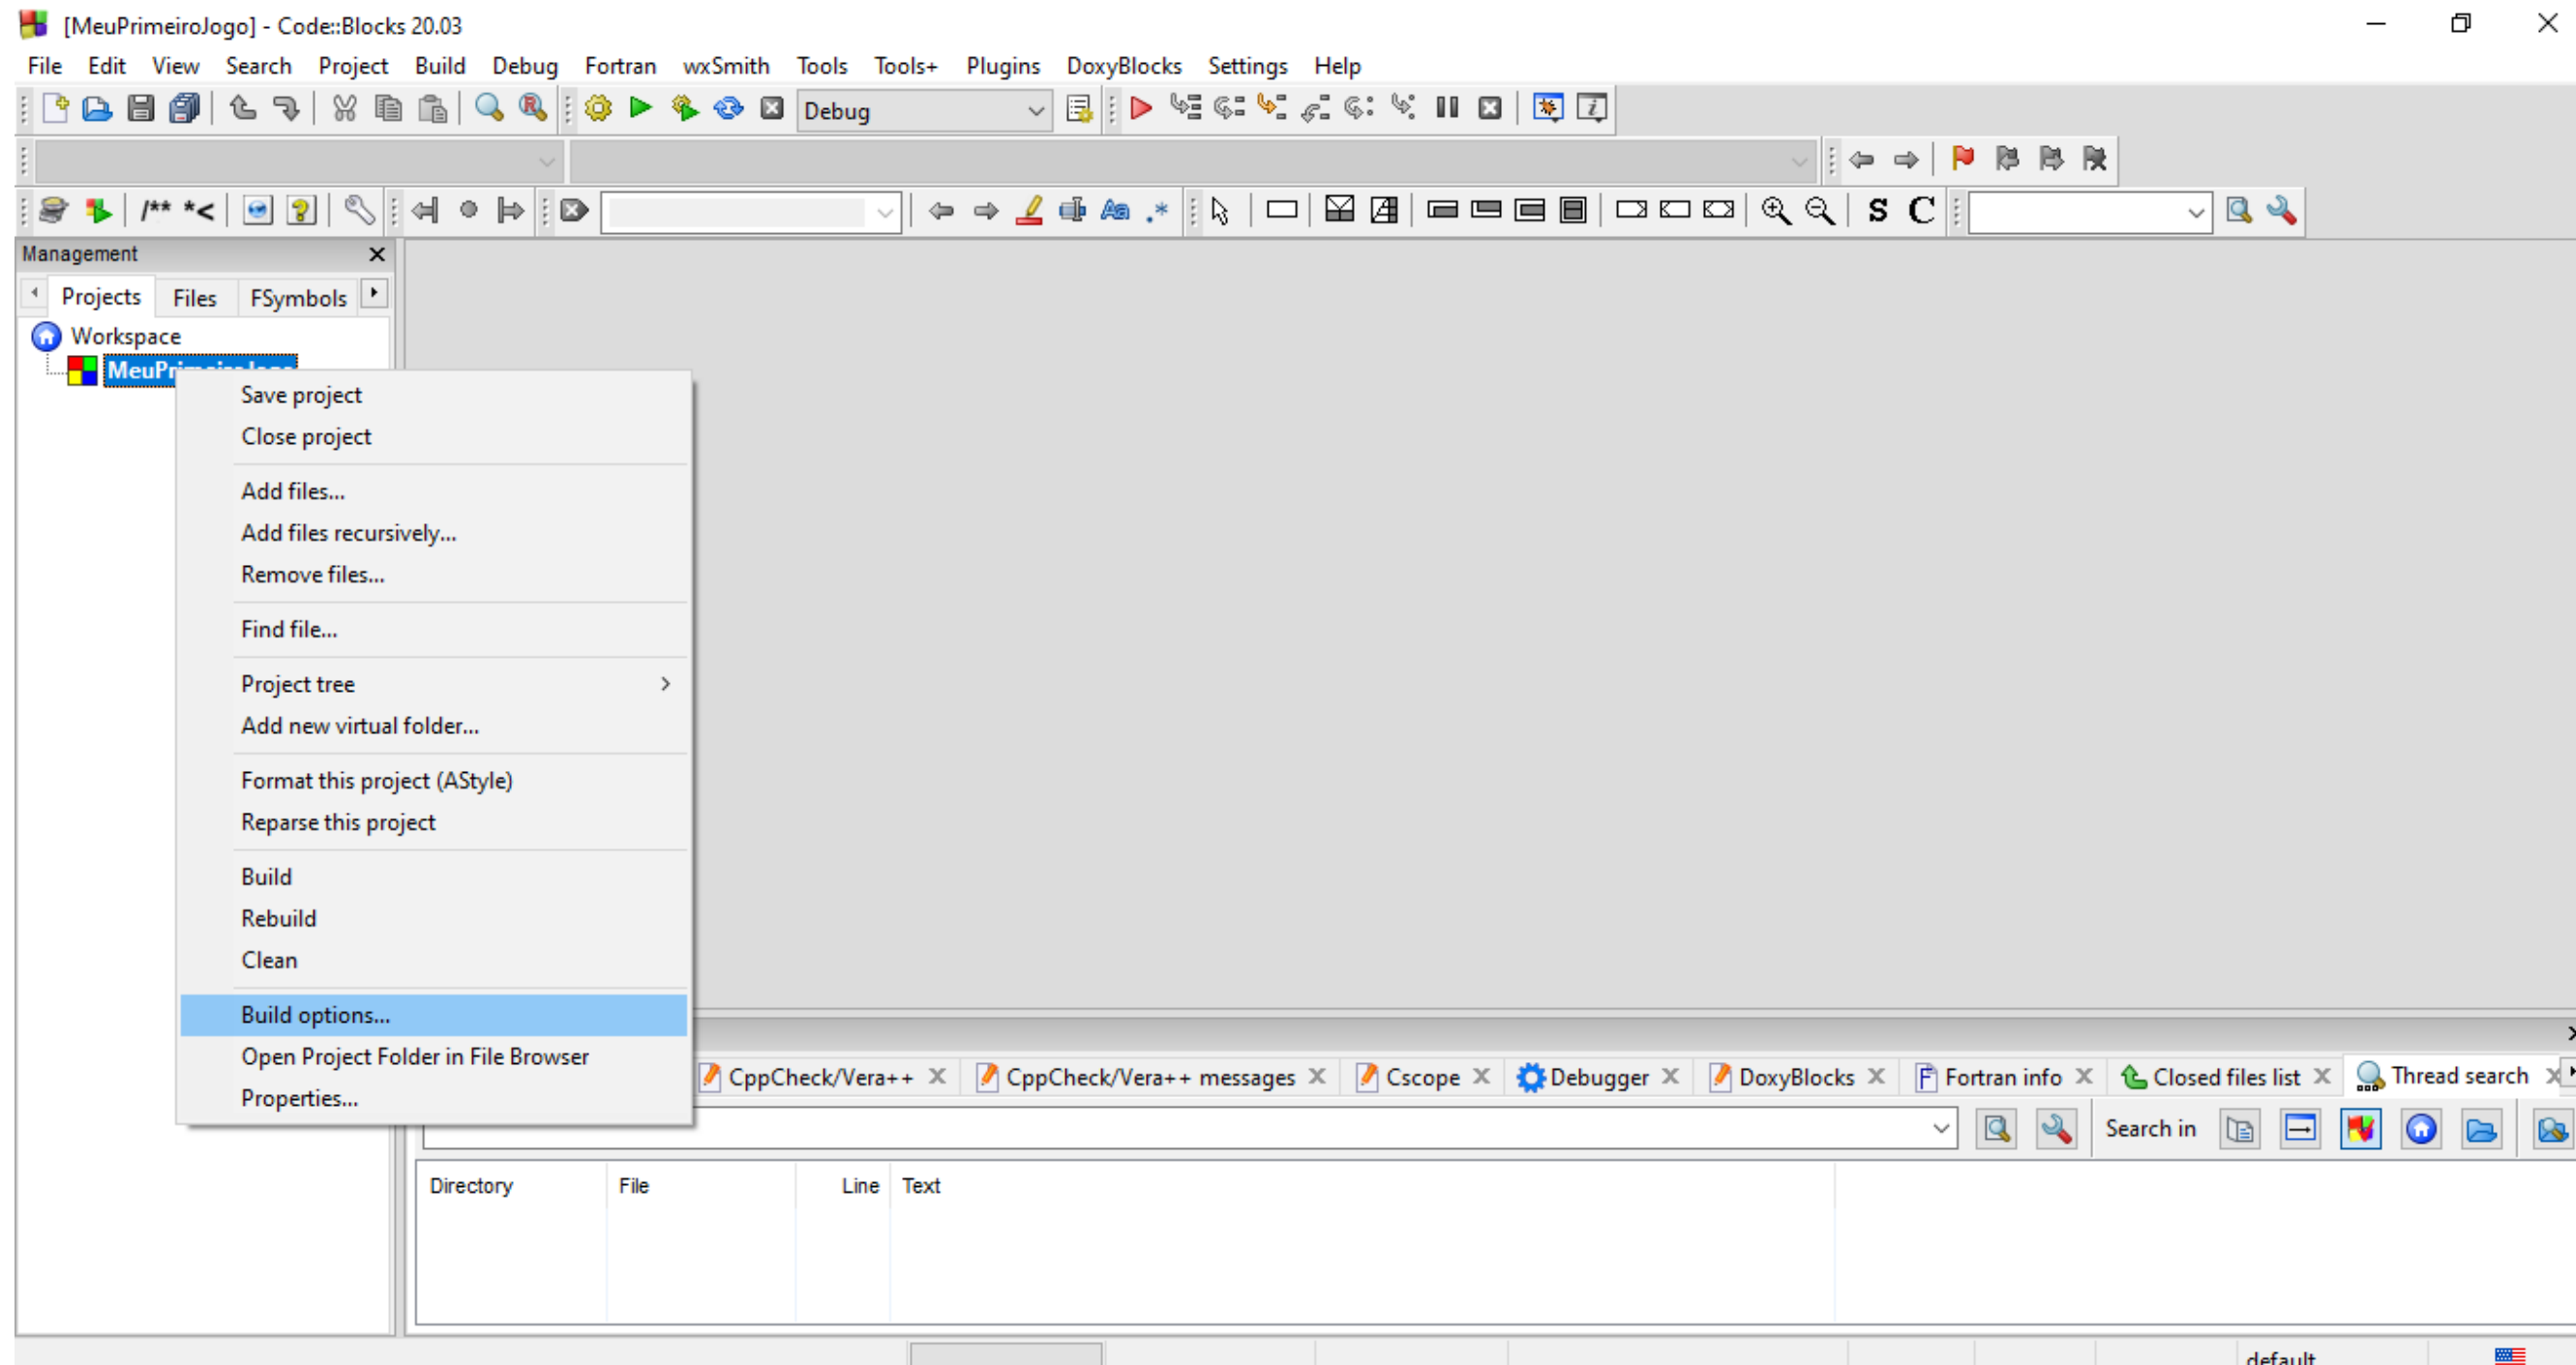 [MeuPrimeiroJogo] - Code::Blocks 20.03
File Edit View Search Project Build Debug Fortran wxSmith Tools Tools+ Plugins DoxyBlocks Settings Help
Debug
/** *<
Aa .*
S C
Management
Projects Files FSymbols
Workspace
MeuPrimeiroJogo
Save project
Close project
Add files...
Add files recursively...
Remove files...
Find file...
Project tree
Add new virtual folder...
Format this project (AStyle)
Reparse this project
Build
Rebuild
Clean
Build options...
Open Project Folder in File Browser
Properties...
CppCheck/Vera++ CppCheck/Vera++ messages Cscope Debugger DoxyBlocks Fortran info Closed files list Thread search
Search in
Directory File Line Text
default